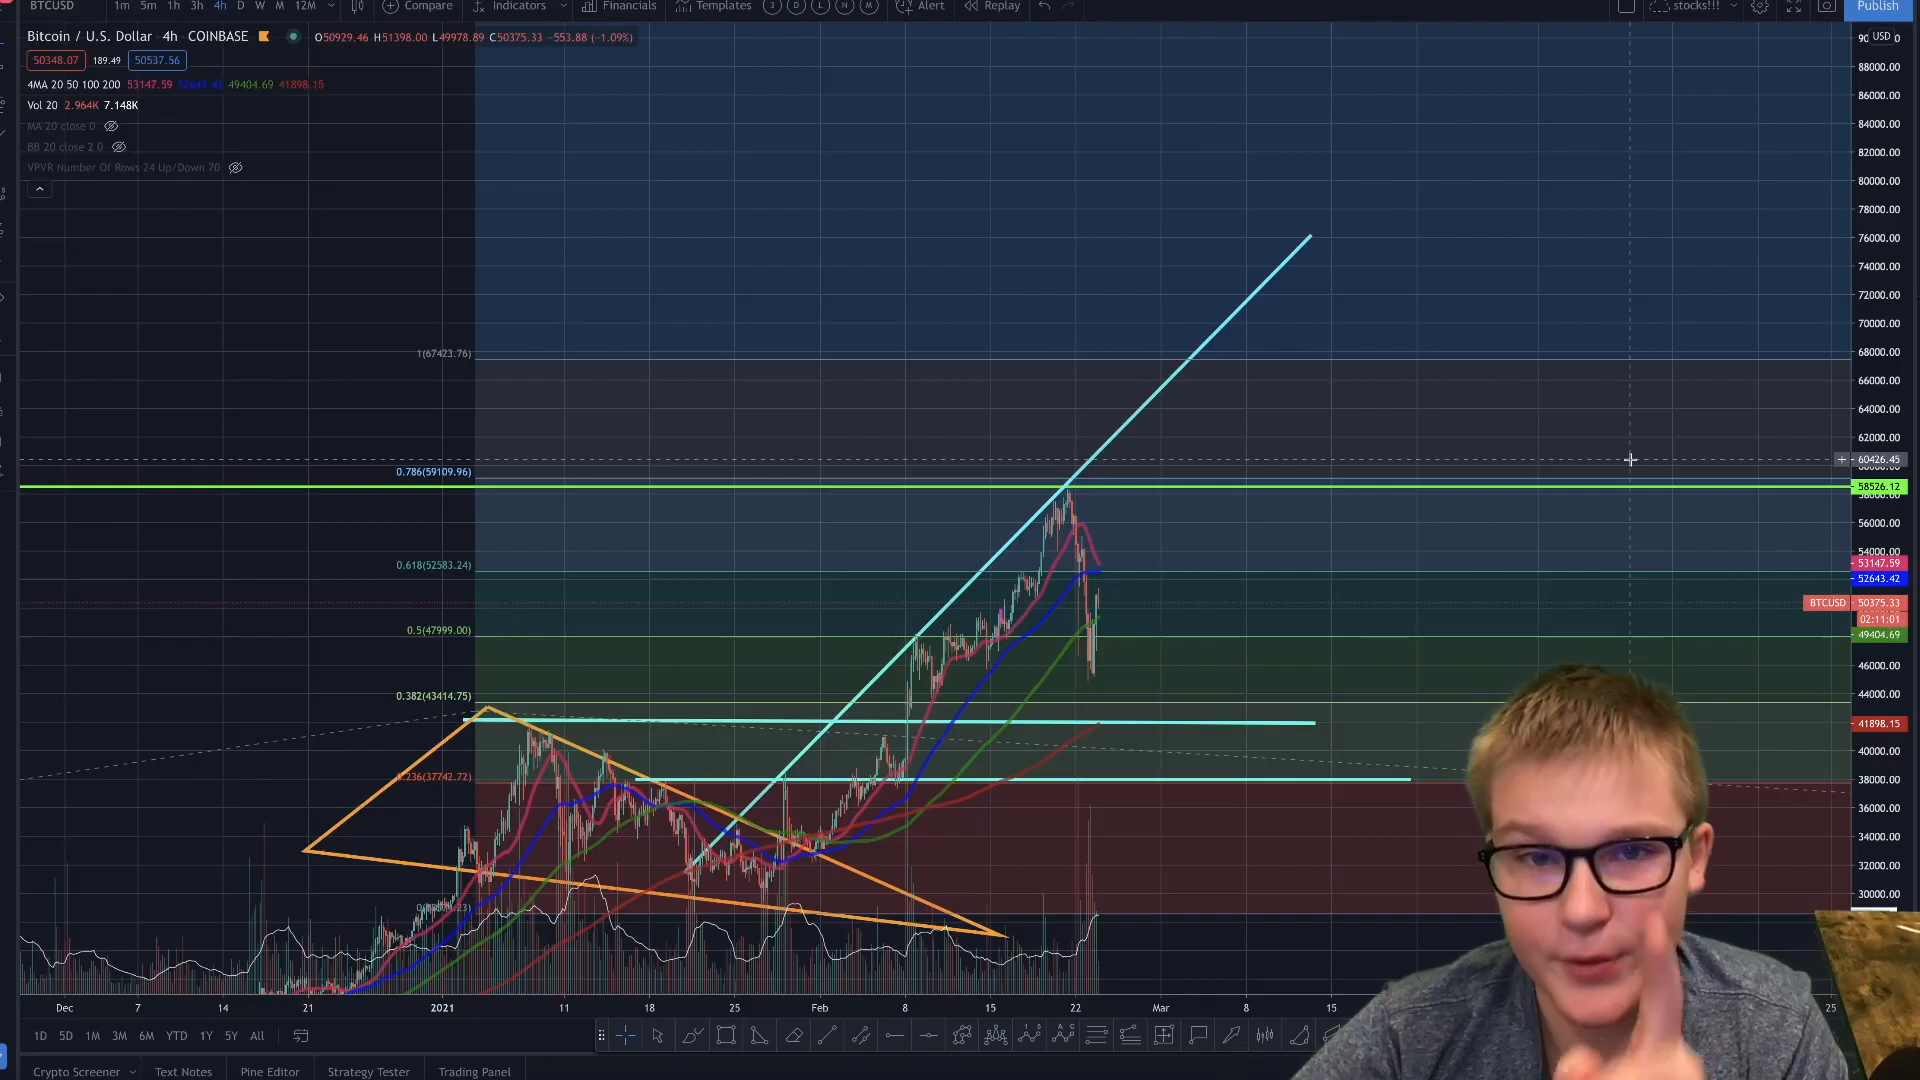 BTCUSD 1m 5m 1h 3h 4h D W M 12M Compare Indicators Financials Templates 3 D L N M Alert Replay stocks!!! Publish
Bitcoin / U.S. Dollar 4h COINBASE O50929.46 H51398.00 L49978.89 C50375.33 −553.88 (−1.09%)
50348.07 189.49 50537.56
4MA 20 50 100 200 53147.59 52643.42 49404.69 41898.15
Vol 20 2.964K 7.148K
MA 20 close 0
BB 20 close 2 0
VPVR Number Of Rows 24 Up/Down 70
USD
88000.00
86000.00
84000.00
82000.00
80000.00
78000.00
76000.00
74000.00
72000.00
70000.00
1(67423.76)
68000.00
66000.00
64000.00
62000.00
60426.45
0.786(59109.96)
58526.12
58000.00
56000.00
54000.00
0.618(52583.24)
53147.59
52643.42
BTCUSD 50375.33
02:11:01
0.5(47999.00)
49404.69
46000.00
44000.00
0.382(43414.75)
41898.15
40000.00
0.236(37742.72)
38000.00
36000.00
34000.00
32000.00
30000.00
Dec 7 14 21 2021 11 18 25 Feb 8 15 22 Mar 8 15 25
1D 5D 1M 3M 6M YTD 1Y 5Y All
Crypto Screener Text Notes Pine Editor Strategy Tester Trading Panel